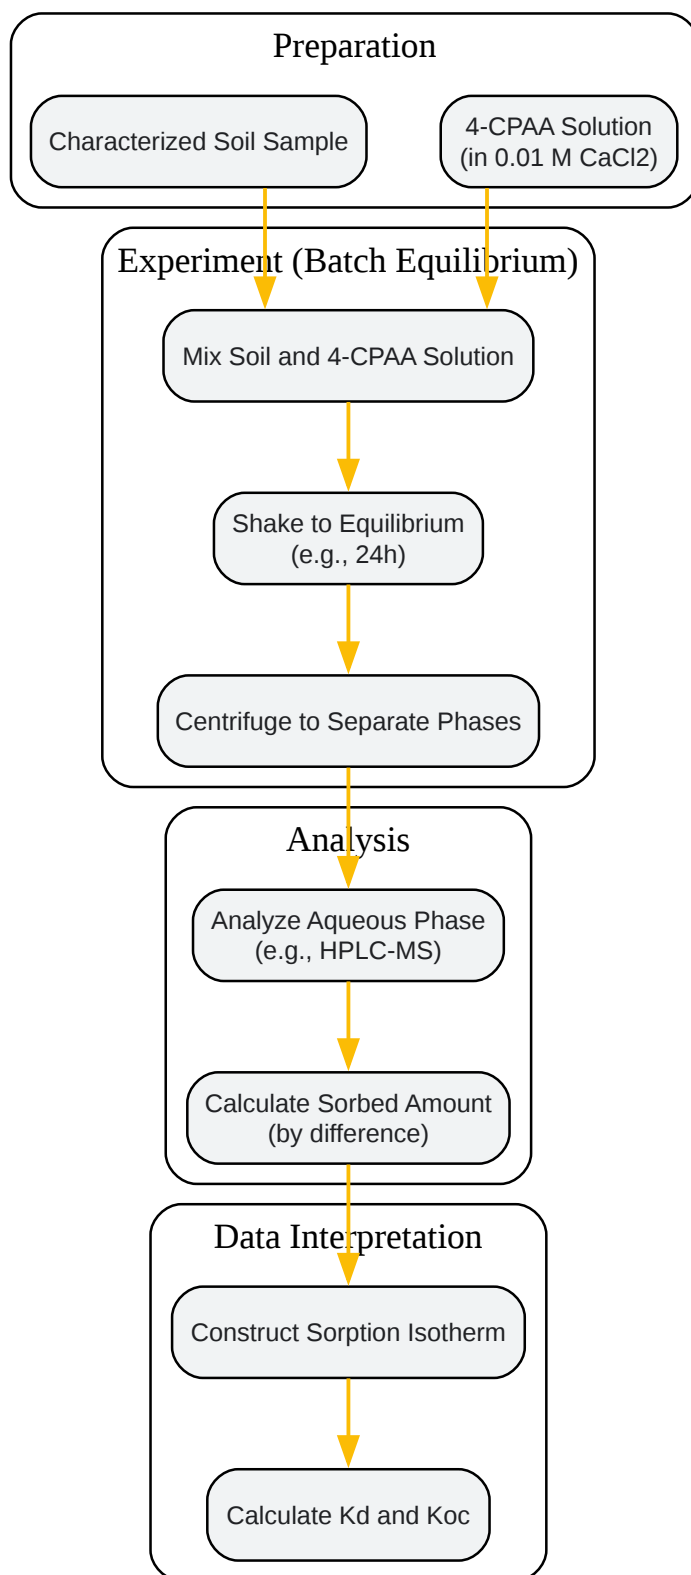 Preparation
Characterized Soil Sample
4-CPAA Solution
(in 0.01 M CaCl2)
Experiment (Batch Equilibrium)
Mix Soil and 4-CPAA Solution
Shake to Equilibrium
(e.g., 24h)
Centrifuge to Separate Phases
Analysis
Analyze Aqueous Phase
(e.g., HPLC-MS)
Calculate Sorbed Amount
(by difference)
Data Interpretation
Construct Sorption Isotherm
Calculate Kd and Koc